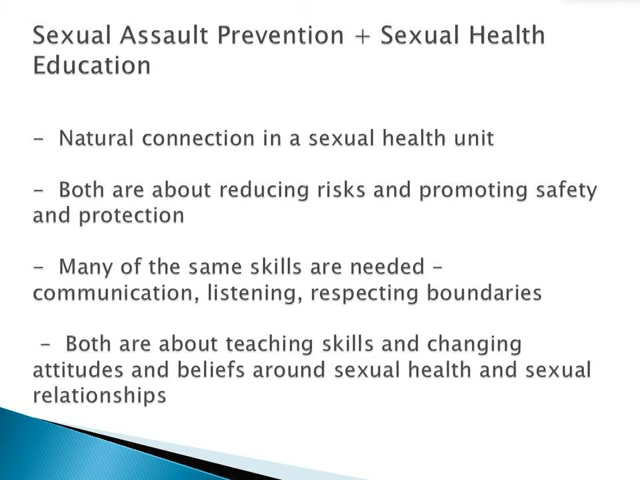 Sexual Assault Prevention + Sexual Health
Education
– Natural connection in a sexual health unit
– Both are about reducing risks and promoting safety
and protection
– Many of the same skills are needed –
communication, listening, respecting boundaries
– Both are about teaching skills and changing
attitudes and beliefs around sexual health and sexual
relationships